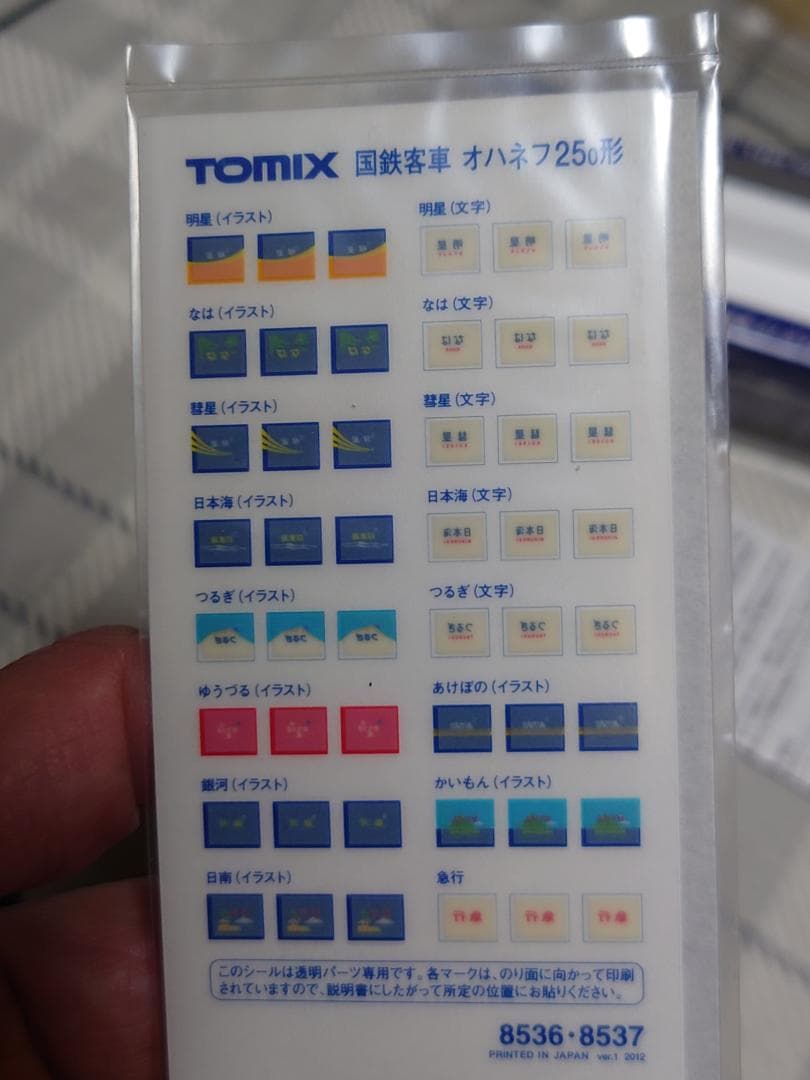 TOMIX 国鉄客車 オハネフ25₀形
明星(イラスト) 明星(文字)
なは(イラスト) なは(文字)
彗星(イラスト) 彗星(文字)
日本海(イラスト) 日本海(文字)
つるぎ(イラスト) つるぎ(文字)
ゆうづる(イラスト) あけぼの(イラスト)
銀河(イラスト) かいもん(イラスト)
日南(イラスト) 急行
このシールは透明パーツ専用です。各マークは、のり面に向かって印刷
されていますので、説明書にしたがって所定の位置にお貼りください。
8536・8537
PRINTED IN JAPAN ver.1 2012